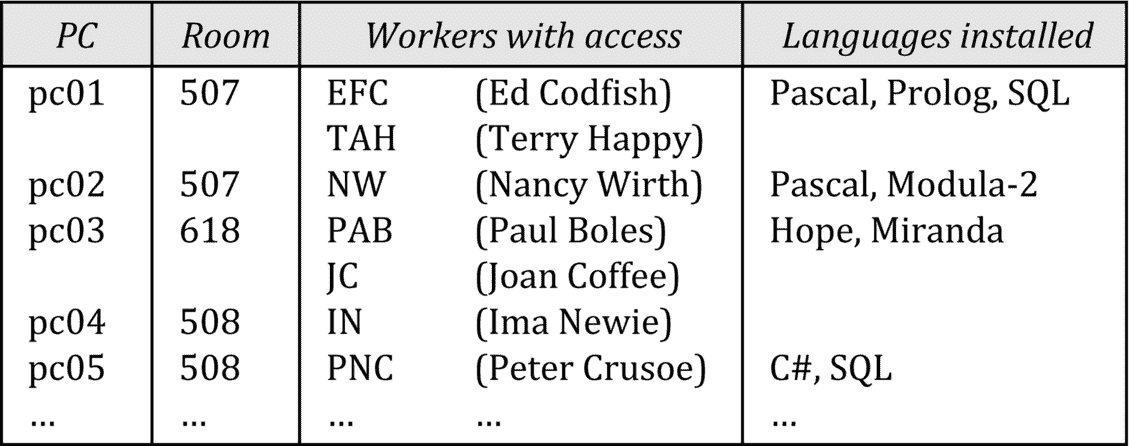 PC Room Workers with access Languages installed
pc01 507 EFC (Ed Codfish) Pascal, Prolog, SQL
TAH (Terry Happy)
pc02 507 NW (Nancy Wirth) Pascal, Modula-2
pc03 618 PAB (Paul Boles) Hope, Miranda
JC (Joan Coffee)
pc04 508 IN (Ima Newie)
pc05 508 PNC (Peter Crusoe) C#, SQL
... ... ... ... ...